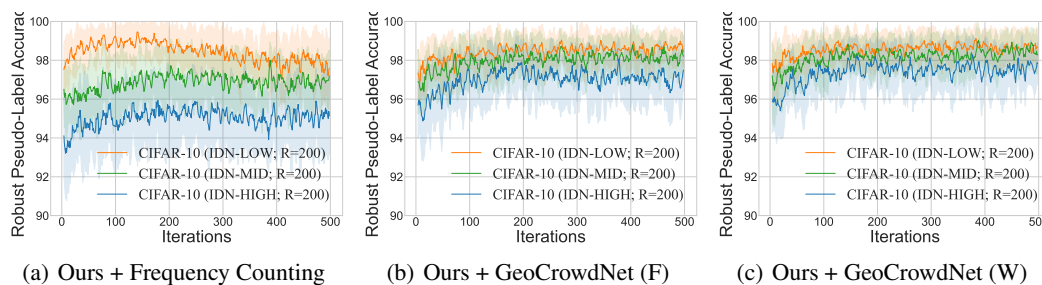 Robust Pseudo-Label Accurac
100
98
96
94
92
90
CIFAR-10 (IDN-LOW; R=200)
CIFAR-10 (IDN-MID; R=200)
CIFAR-10 (IDN-HIGH; R=200)
0 100 200 300 400 500
Iterations
(a) Ours + Frequency Counting
Robust Pseudo-Label Accurac
100
98
96
94
92
90
CIFAR-10 (IDN-LOW; R=200)
CIFAR-10 (IDN-MID; R=200)
CIFAR-10 (IDN-HIGH; R=200)
0 100 200 300 400 500
Iterations
(b) Ours + GeoCrowdNet (F)
Robust Pseudo-Label Accurac
100
98
96
94
92
90
CIFAR-10 (IDN-LOW; R=200)
CIFAR-10 (IDN-MID; R=200)
CIFAR-10 (IDN-HIGH; R=200)
0 100 200 300 400 500
Iterations
(c) Ours + GeoCrowdNet (W)